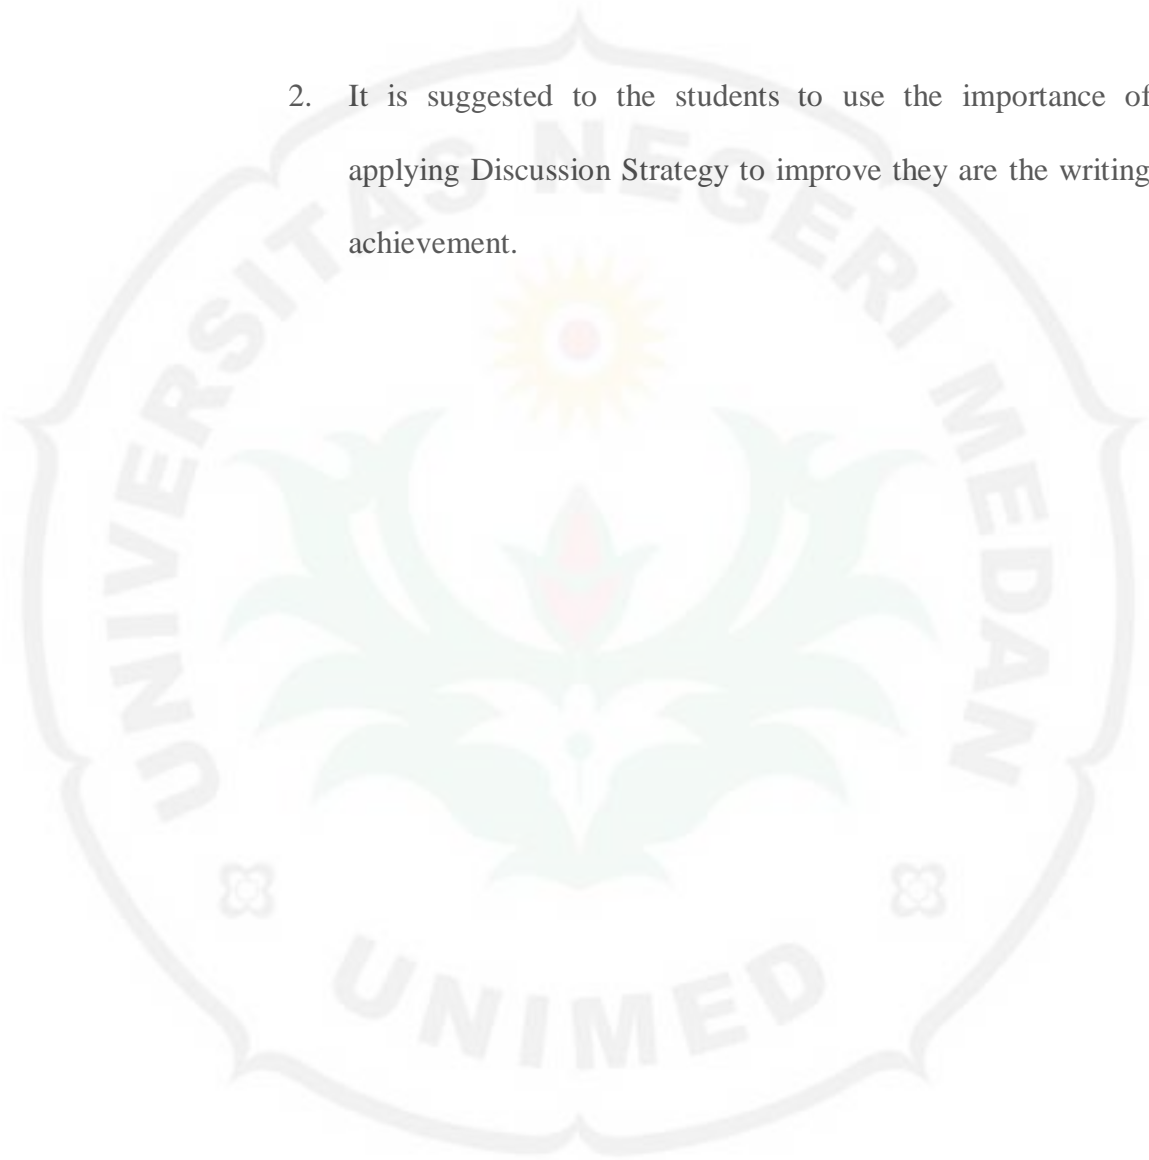 2. It is suggested to the students to use the importance of
applying Discussion Strategy to improve they are the writing
achievement.
UNIVERSITAS NEGERI MEDAN
UNIMED